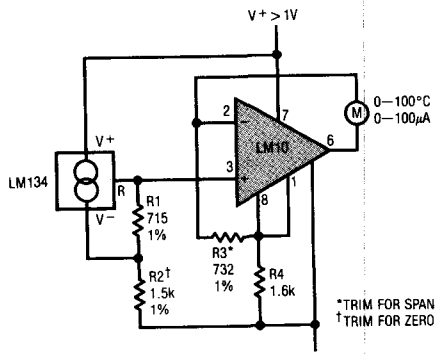 V+ > 1V
2
7
6
0–100°C
0–100μA
M
V+
LM10
LM134
R
3
8
1
V−
R1
715
1%
R3*
732
1%
R4
1.6k
R2†
1.5k
1%
*TRIM FOR SPAN
†TRIM FOR ZERO
−
+